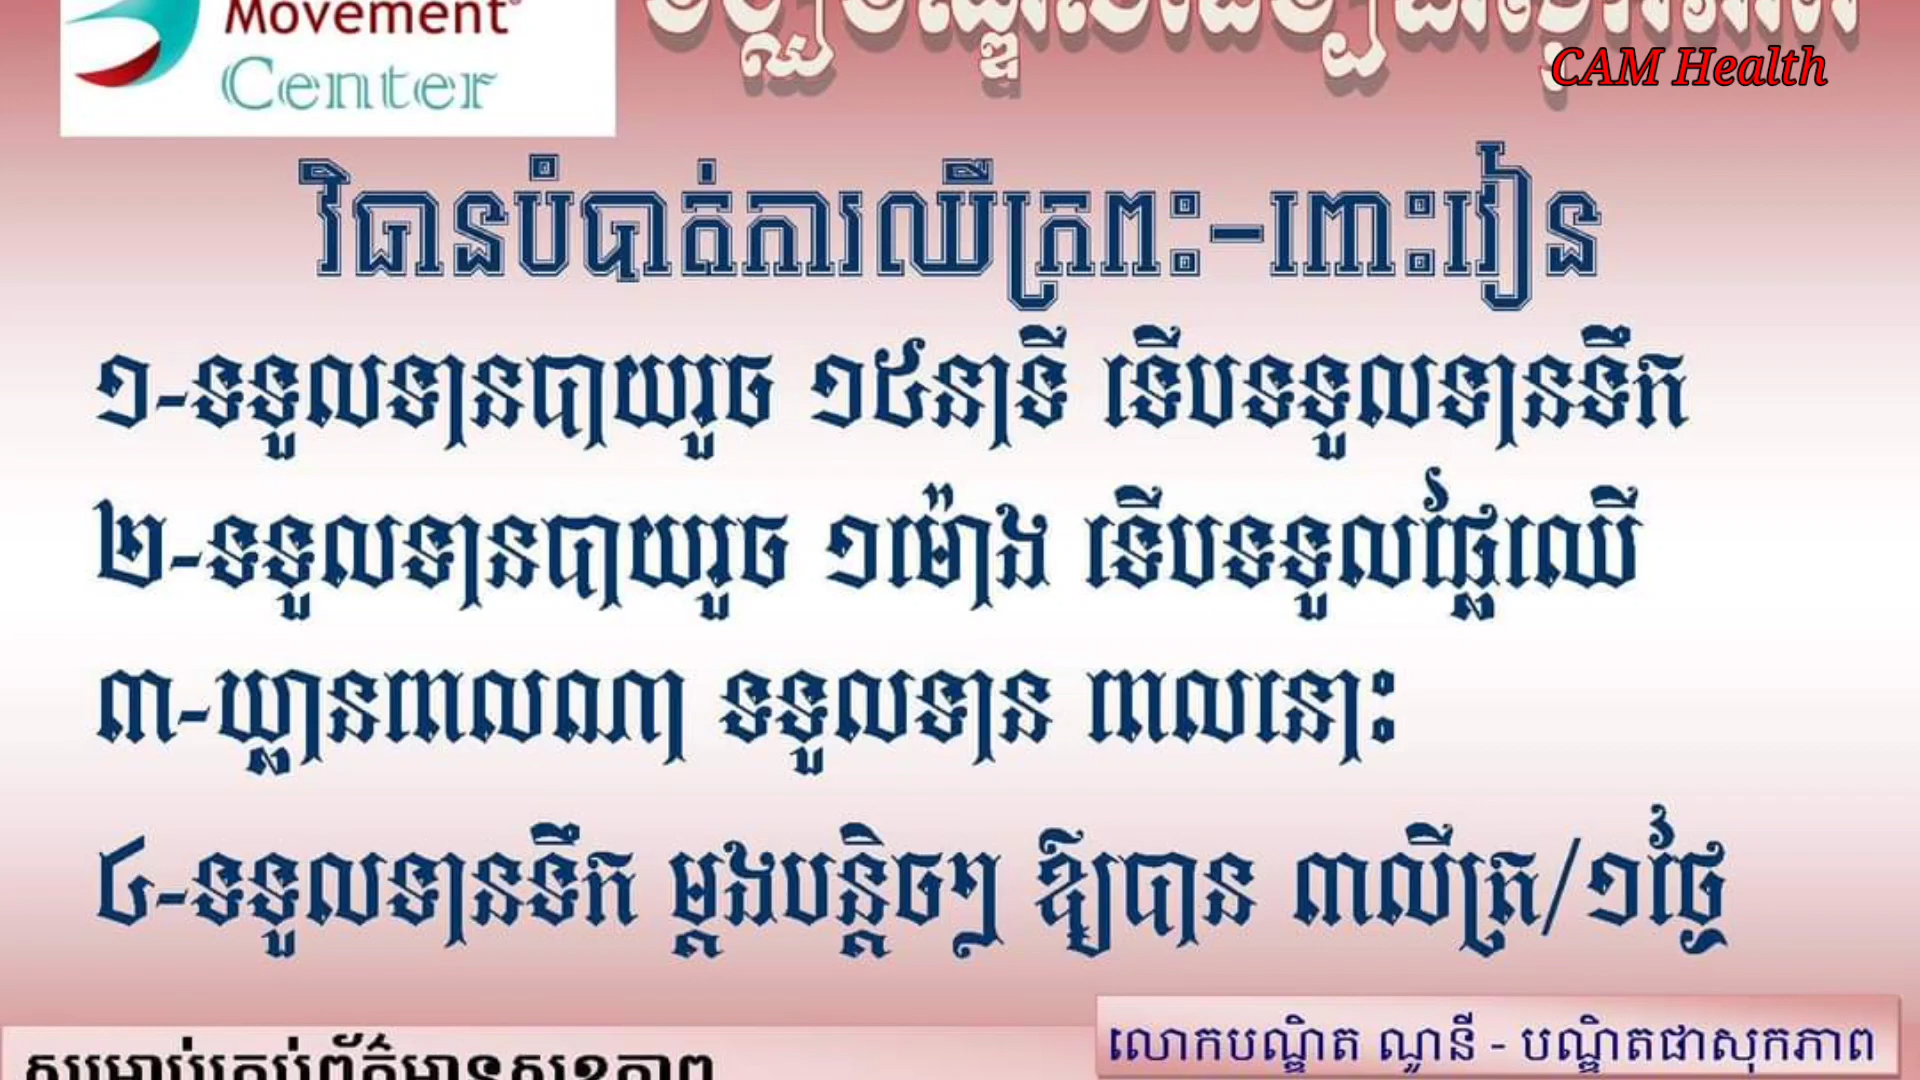 Movement®
Center
CAM Health
វិធានបំបាត់ការឈឺក្រពះ-ពោះវៀន
១-ទទួលទានបាយរួច ១៥នាទី ទើបទទួលទានទឹក
២-ទទួលទានបាយរួច ១ម៉ោង ទើបទទួលផ្លែឈើ
៣-ឃ្លានពេលណា ទទួលទាន ពេលនោះ
៤-ទទួលទានទឹក ម្តងបន្តិចៗ ឱ្យបាន ៣លីត្រ/១ថ្ងៃ
លោកបណ្ឌិត ណូនី - បណ្ឌិតផាសុកភាព